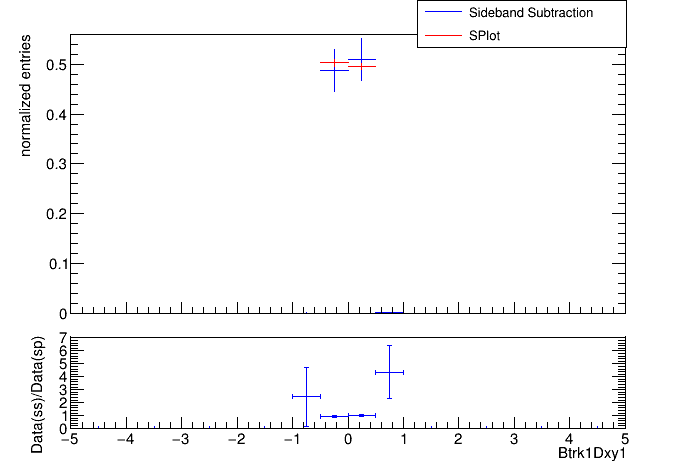 Sideband Subtraction
SPlot
normalized entries
0.5
0.4
0.3
0.2
0.1
0
Data(ss)/Data(sp)
7
6
5
4
3
2
1
0
−5 −4 −3 −2 −1 0 1 2 3 4 5
Btrk1Dxy1